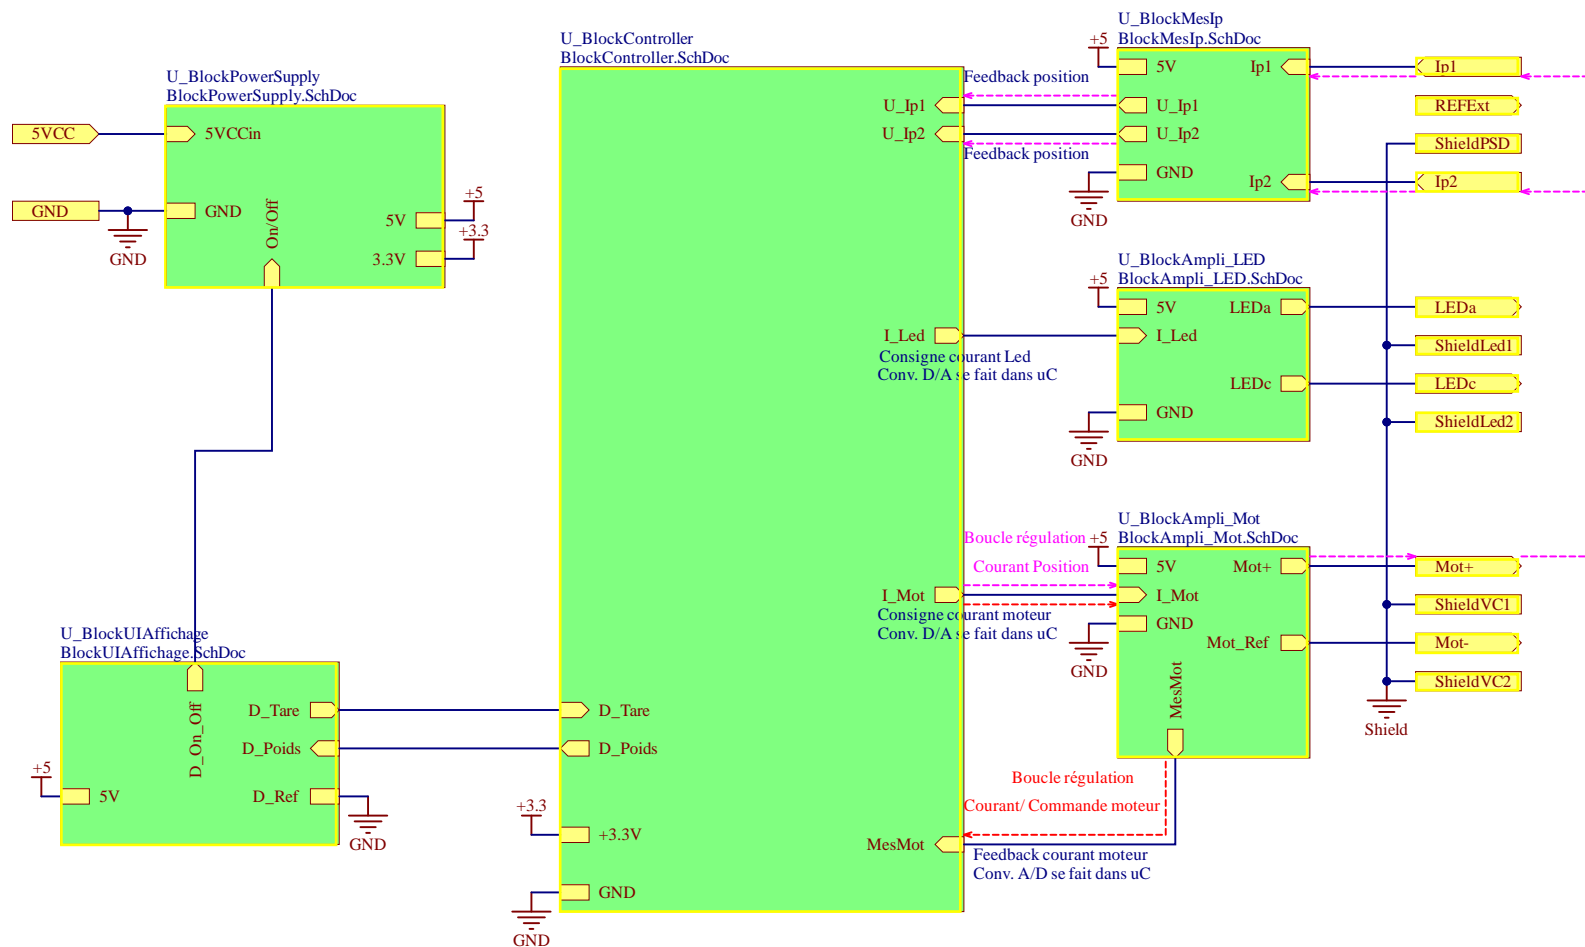 U_BlockPowerSupply
BlockPowerSupply.SchDoc
5VCC
5VCCin
GND
GND
GND
On/Off
5V
+5
3.3V
+3.3
U_BlockUIAffichage
BlockUIAffichage.SchDoc
D_On_Off
D_Tare
D_Poids
+5
5V
D_Ref
GND
U_BlockController
BlockController.SchDoc
U_Ip1
U_Ip2
I_Led
Consigne courant Led
Conv. D/A se fait dans uC
I_Mot
Consigne courant moteur
Conv. D/A se fait dans uC
D_Tare
D_Poids
+3.3
+3.3V
MesMot
GND
GND
Feedback position
Feedback position
U_BlockMesIp
BlockMesIp.SchDoc
+5
5V
Ip1
U_Ip1
U_Ip2
GND
Ip2
GND
Ip1
REFExt
ShieldPSD
Ip2
U_BlockAmpli_LED
BlockAmpli_LED.SchDoc
+5
5V
LEDa
I_Led
LEDc
GND
GND
LEDa
ShieldLed1
LEDc
ShieldLed2
U_BlockAmpli_Mot
BlockAmpli_Mot.SchDoc
Boucle régulation
Courant Position
+5
5V
Mot+
I_Mot
GND
Mot_Ref
GND
MesMot
Mot+
ShieldVC1
Mot-
ShieldVC2
Shield
Boucle régulation
Courant/ Commande moteur
Feedback courant moteur
Conv. A/D se fait dans uC